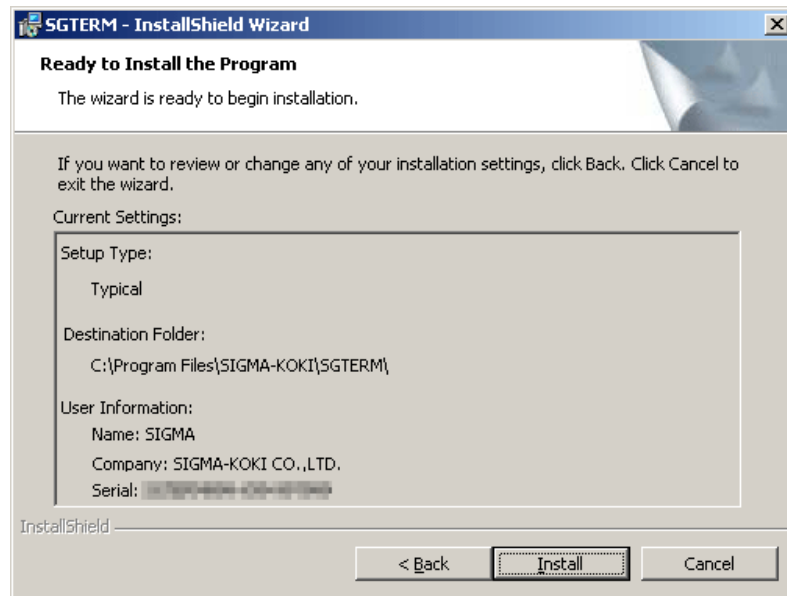 SGTERM - InstallShield Wizard
Ready to Install the Program
The wizard is ready to begin installation.
If you want to review or change any of your installation settings, click Back. Click Cancel to
exit the wizard.
Current Settings:
Setup Type:
Typical
Destination Folder:
C:\Program Files\SIGMA-KOKI\SGTERM\
User Information:
Name: SIGMA
Company: SIGMA-KOKI CO.,LTD.
Serial:
InstallShield
< Back
Install
Cancel